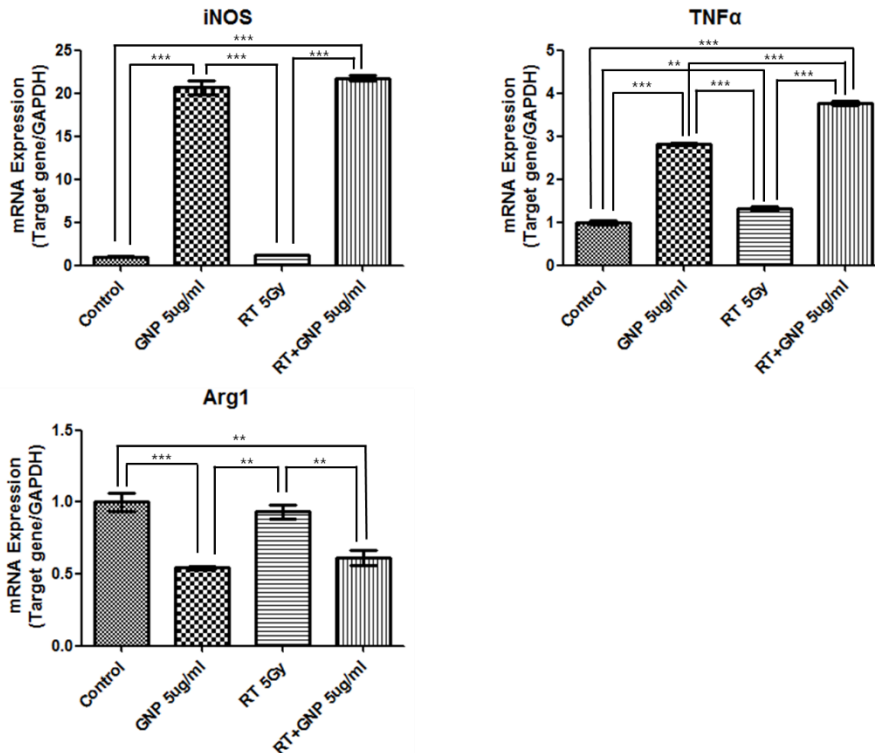 iNOS
mRNA Expression
(Target gene/GAPDH)
25
20
15
10
5
0
***
***
***
***
Control
GNP 5ug/ml
RT 5Gy
RT+GNP 5ug/ml
TNFα
mRNA Expression
(Target gene/GAPDH)
5
4
3
2
1
0
***
**
***
***
***
***
Control
GNP 5ug/ml
RT 5Gy
RT+GNP 5ug/ml
Arg1
mRNA Expression
(Target gene/GAPDH)
1.5
1.0
0.5
0.0
**
***
**
**
Control
GNP 5ug/ml
RT 5Gy
RT+GNP 5ug/ml